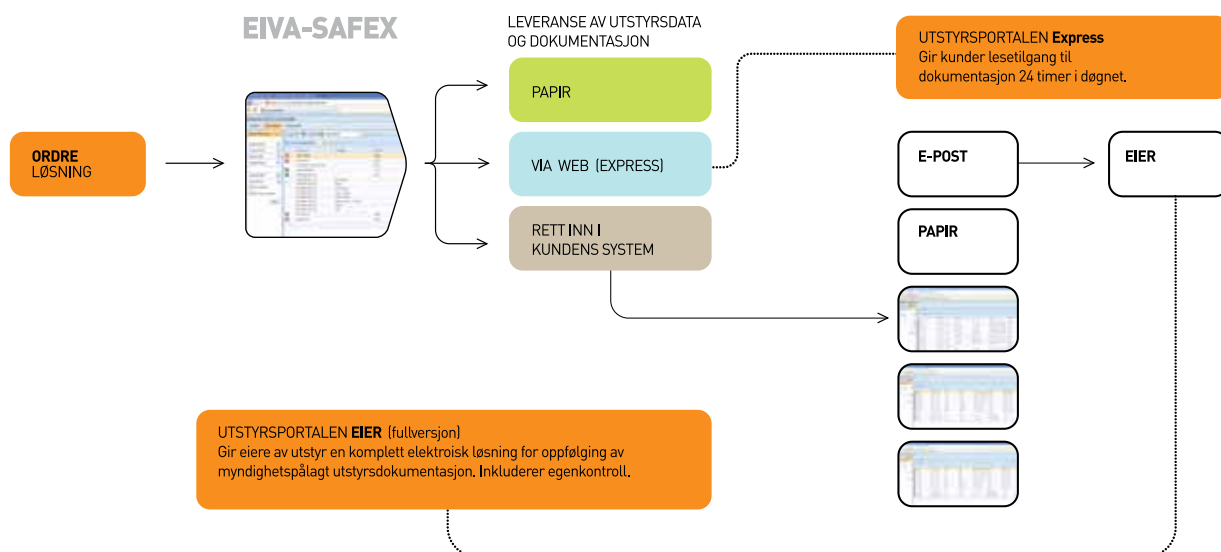 EIVA-SAFEX
LEVERANSE AV UTSTYRSDATA
OG DOKUMENTASJON
UTSTYRSPORTALEN Express
Gir kunder lesetilgang til
dokumentasjon 24 timer i døgnet.
PAPIR
ORDRE
LØSNING
VIA WEB (EXPRESS)
E-POST
EIER
RETT INN I
KUNDENS SYSTEM
PAPIR
UTSTYRSPORTALEN EIER (fullversjon)
Gir eiere av utstyr en komplett elektroisk løsning for oppfølging av
myndighetspålagt utstyrsdokumentasjon. Inkluderer egenkontroll.